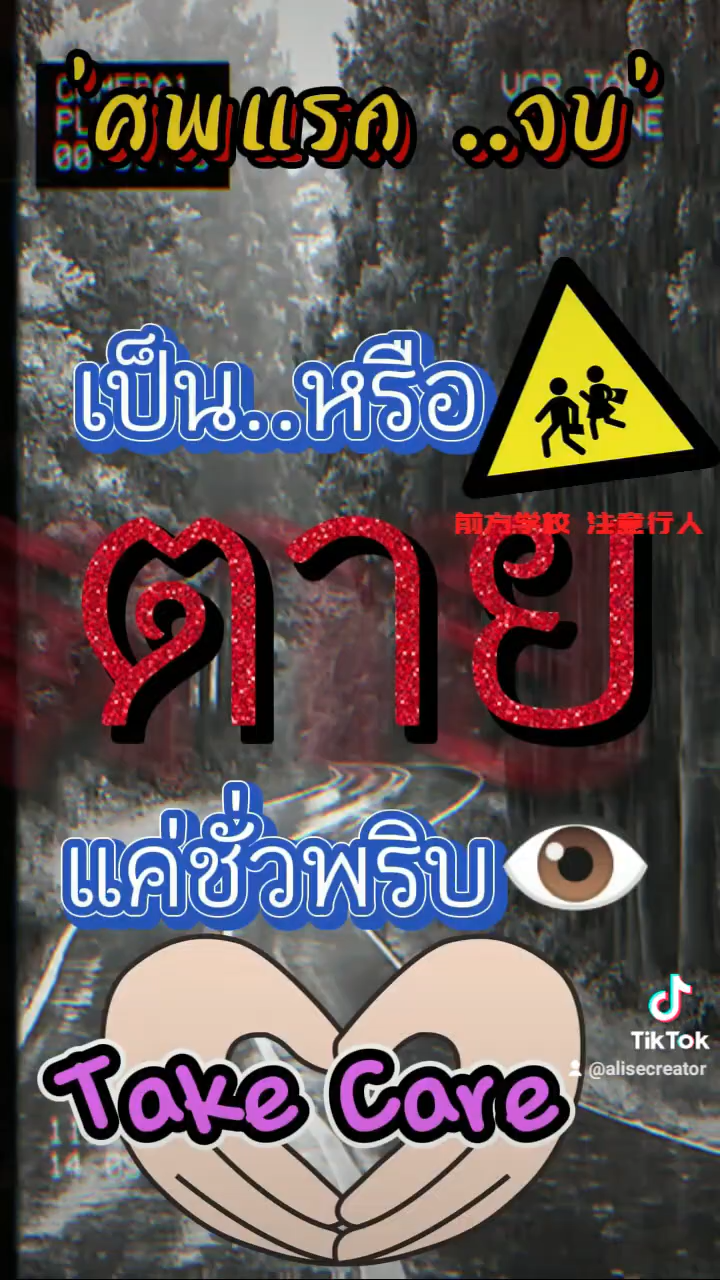 'ศพแรก ..จบ'
เป็น..หรือ
前方学校 注意行人
ตาย
แค่ชั่วพริบ
TikTok
@alisecreator
Take Care